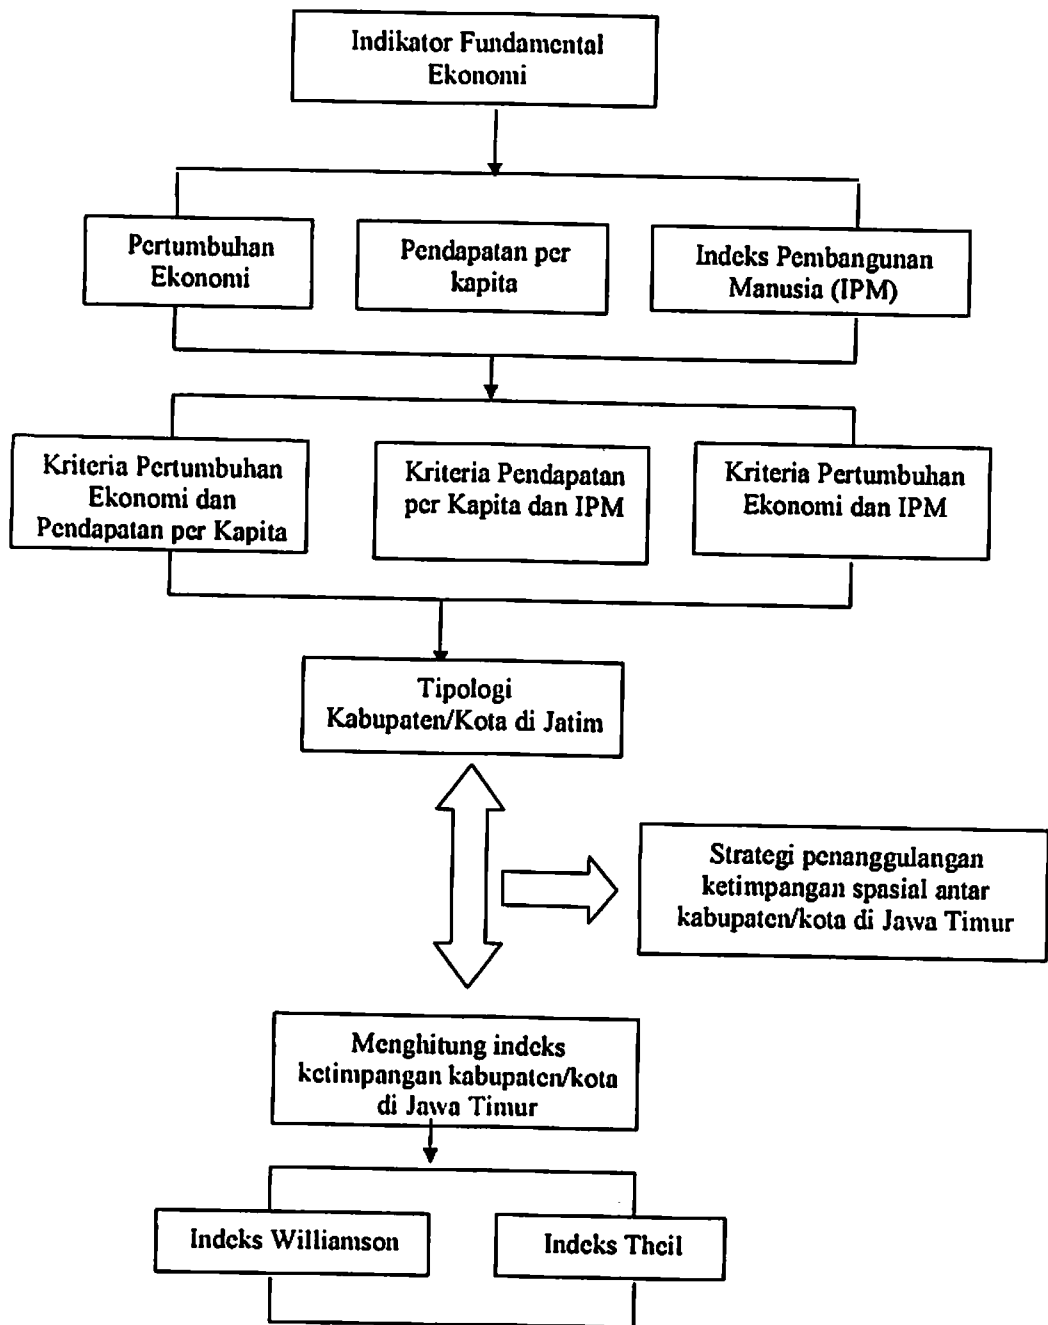 Indikator Fundamental
Ekonomi
Pertumbuhan
Ekonomi
Pendapatan per
kapita
Indeks Pembangunan
Manusia (IPM)
Kriteria Pertumbuhan
Ekonomi dan
Pendapatan per Kapita
Kriteria Pendapatan
per Kapita dan IPM
Kriteria Pertumbuhan
Ekonomi dan IPM
Tipologi
Kabupaten/Kota di Jatim
Strategi penanggulangan
ketimpangan spasial antar
kabupaten/kota di Jawa Timur
Menghitung indeks
ketimpangan kabupaten/kota
di Jawa Timur
Indeks Williamson
Indeks Theil